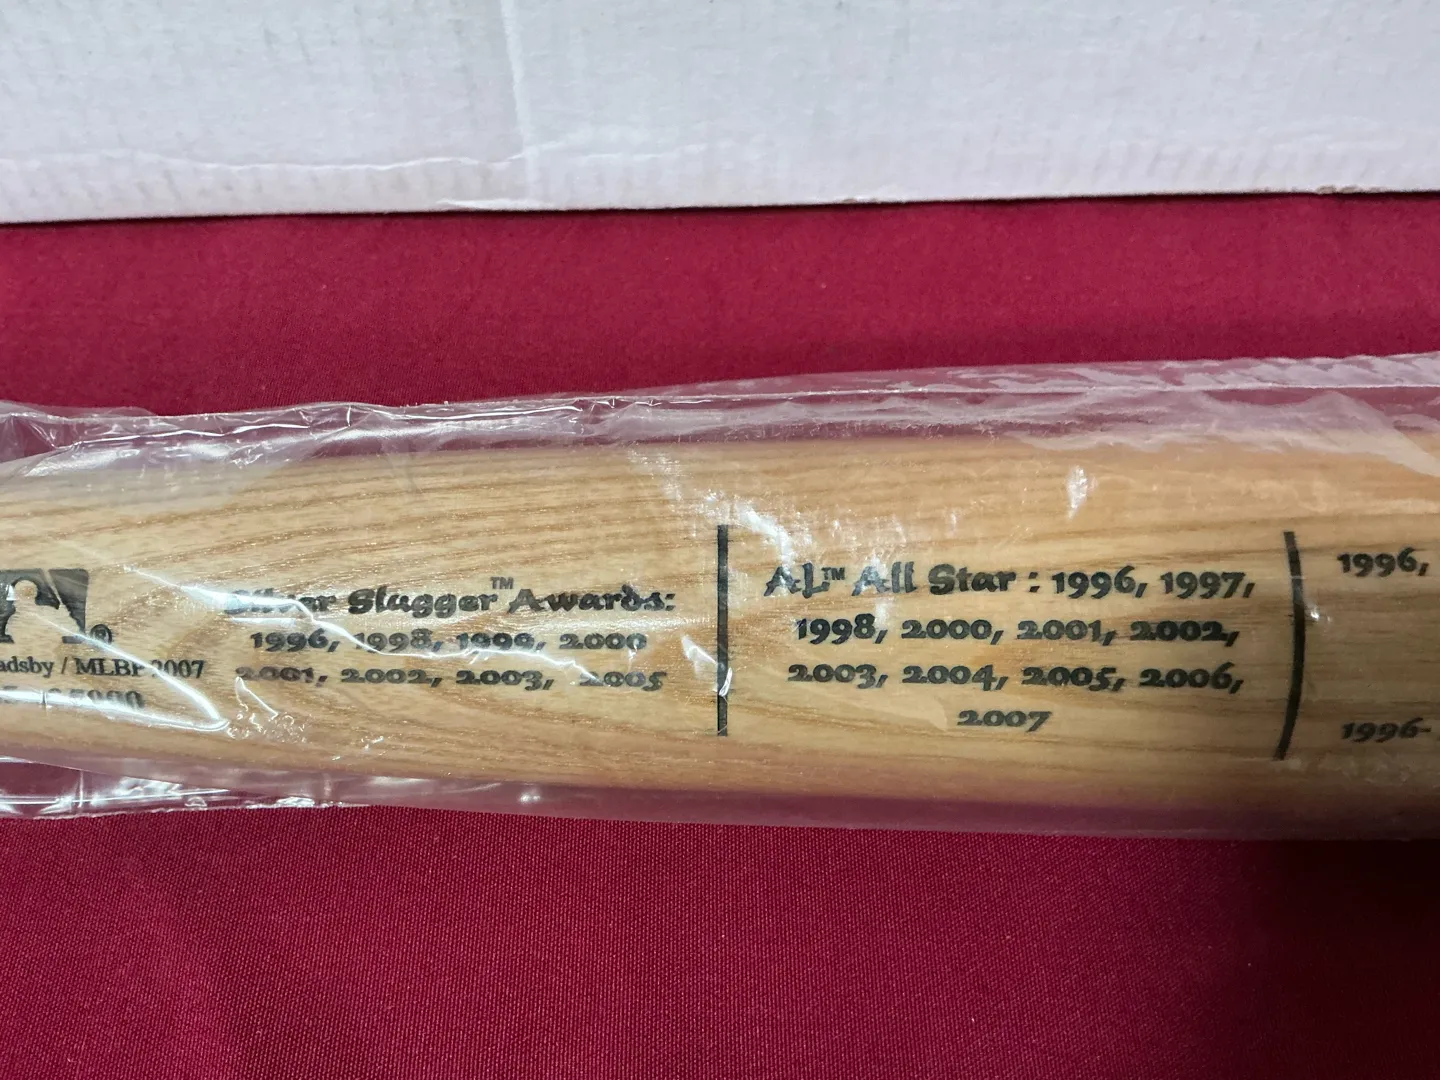 ®
adsby / MLBP 2007
Silver Slugger™ Awards:
1996, 1998, 1999, 2000
2001, 2002, 2003, 2005
AL™ All Star : 1996, 1997,
1998, 2000, 2001, 2002,
2003, 2004, 2005, 2006,
2007
1996,
1996-